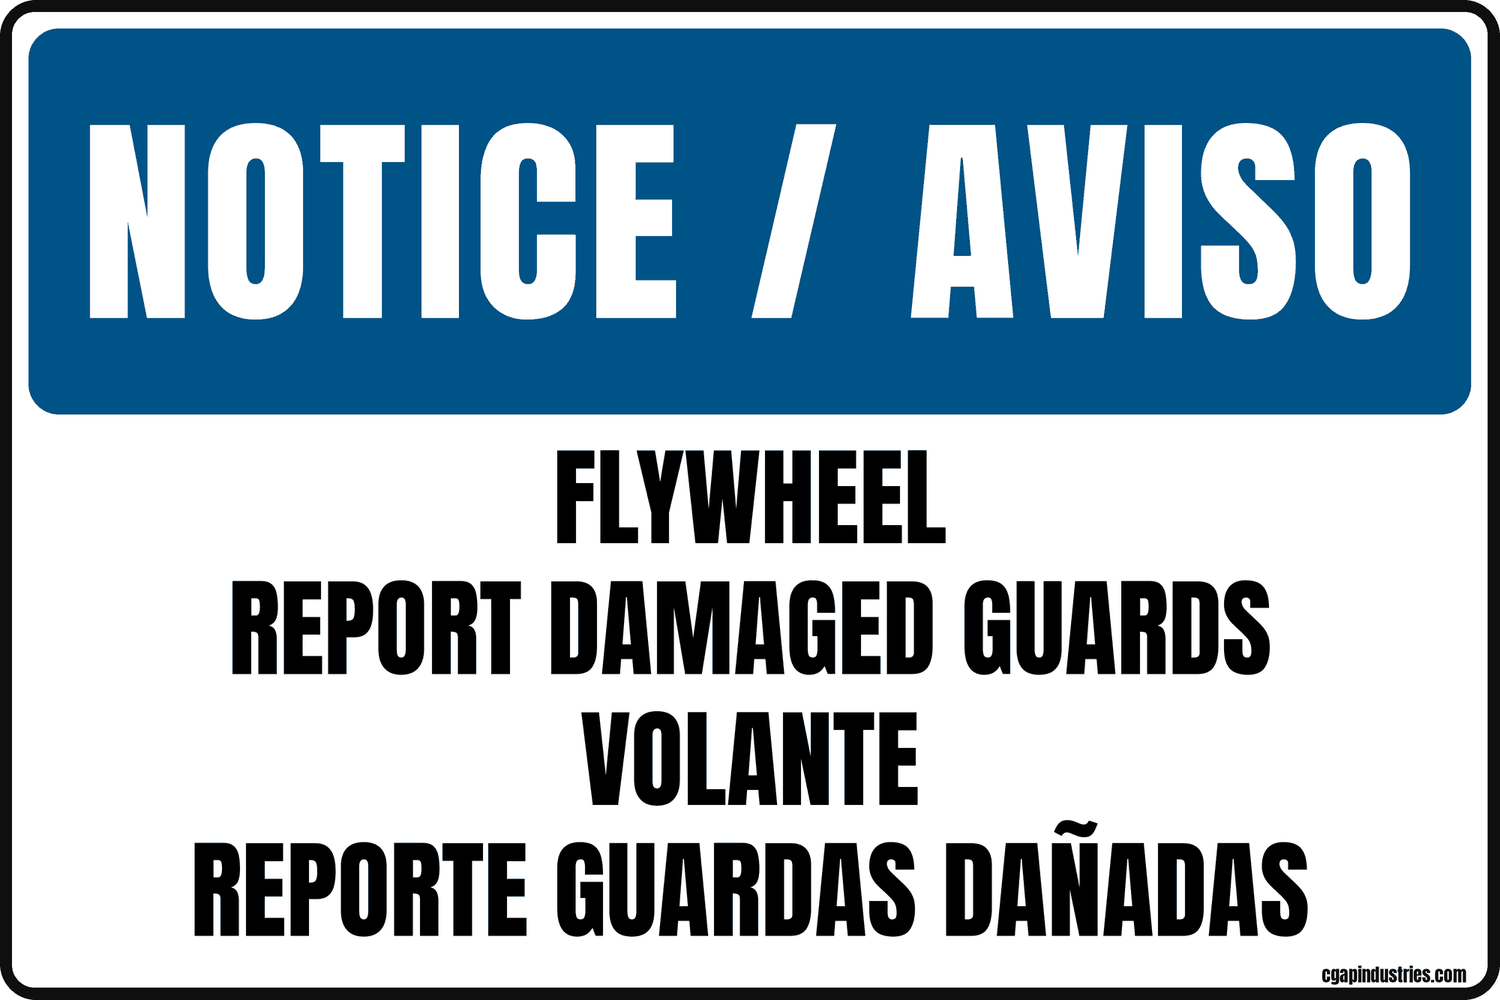 NOTICE / AVISO
FLYWHEEL
REPORT DAMAGED GUARDS
VOLANTE
REPORTE GUARDAS DAÑADAS
cgapindustries.com